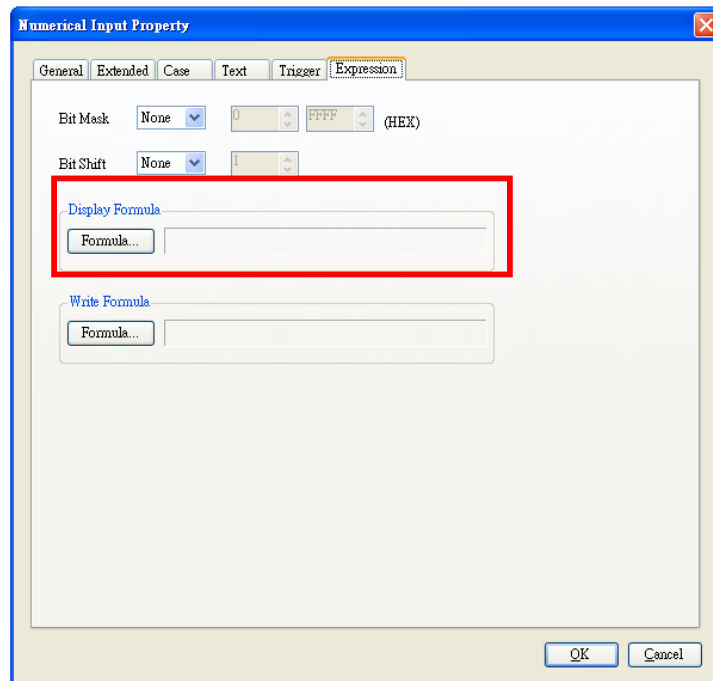 Numerical Input Property
General Extended Case Text Trigger Expression
Bit Mask None 0 FFFF (HEX)
Bit Shift None 1
Display Formula
Formula...
Write Formula
Formula...
OK Cancel